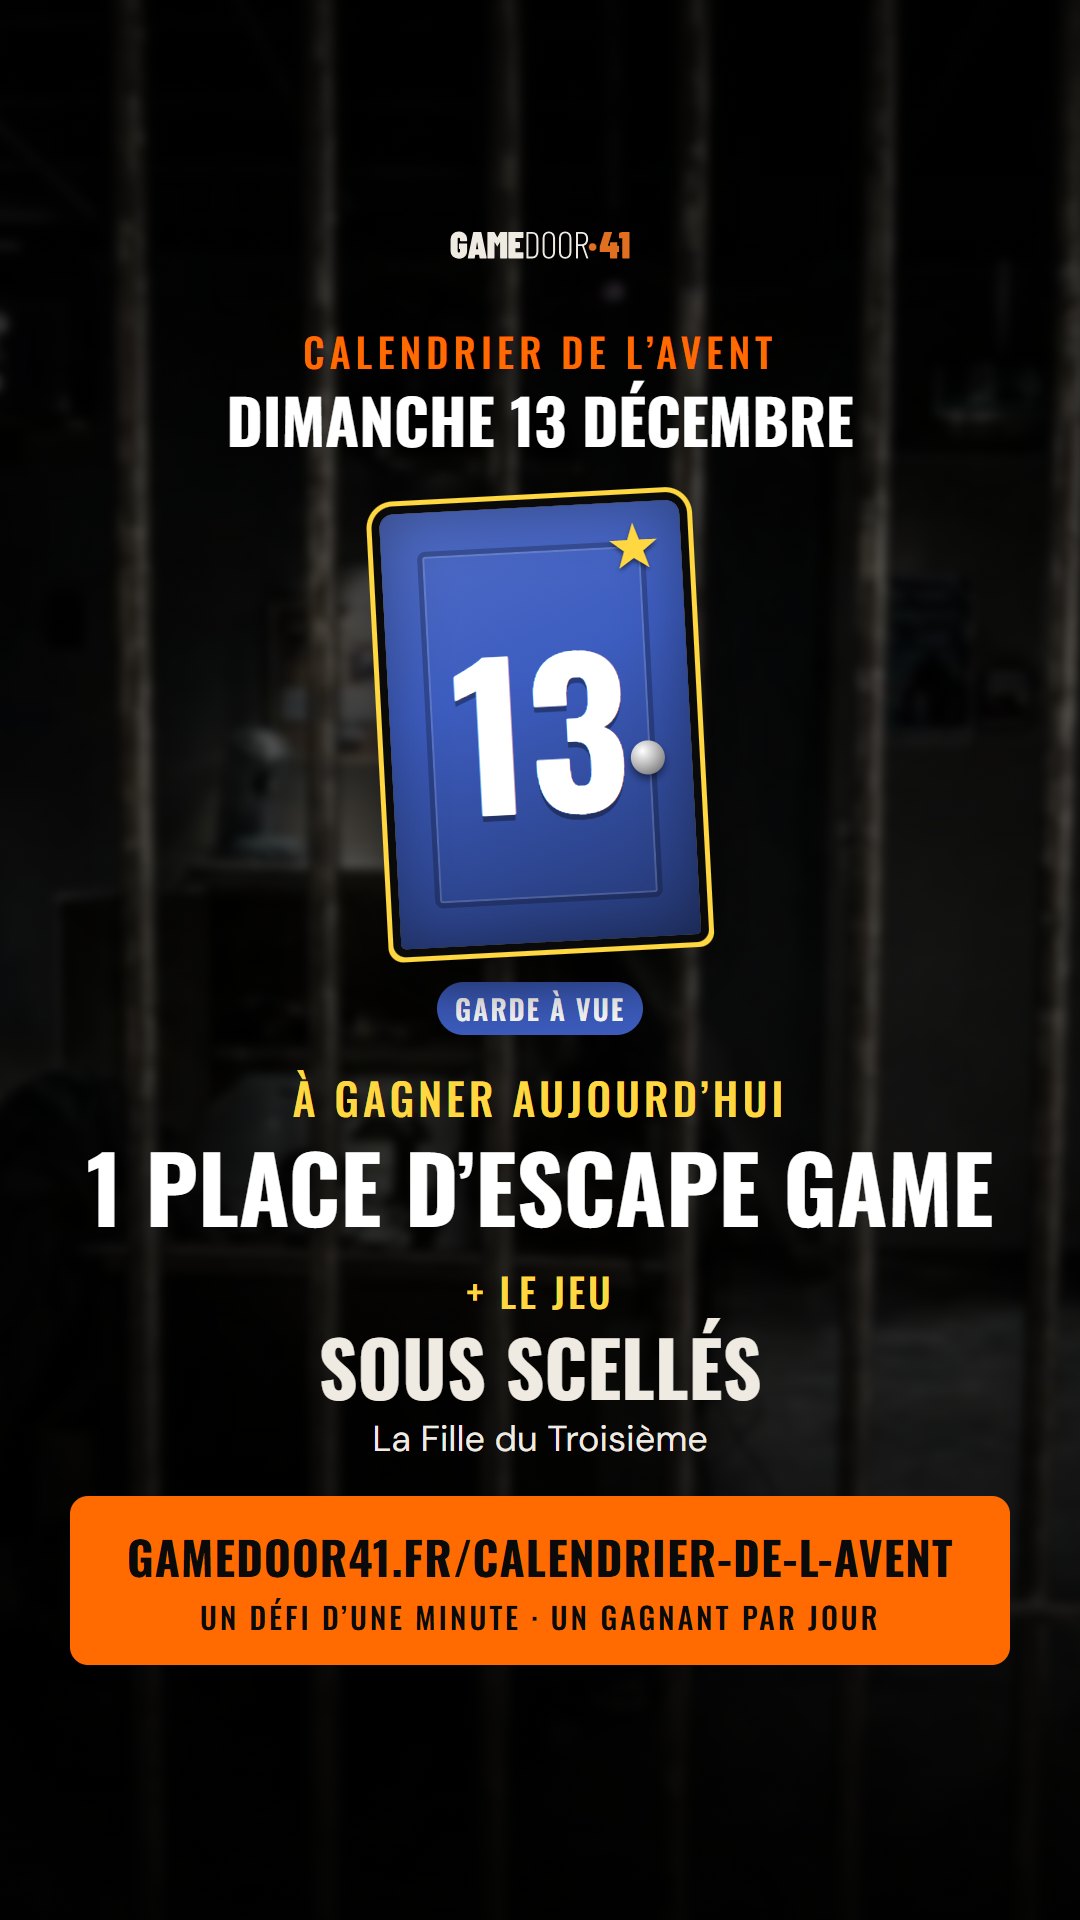 GAMEDOOR·41
CALENDRIER DE L’AVENT
DIMANCHE 13 DÉCEMBRE
13
GARDE À VUE
À GAGNER AUJOURD’HUI
1 PLACE D’ESCAPE GAME
+ LE JEU
SOUS SCELLÉS
La Fille du Troisième
GAMEDOOR41.FR/CALENDRIER-DE-L-AVENT
UN DÉFI D’UNE MINUTE · UN GAGNANT PAR JOUR